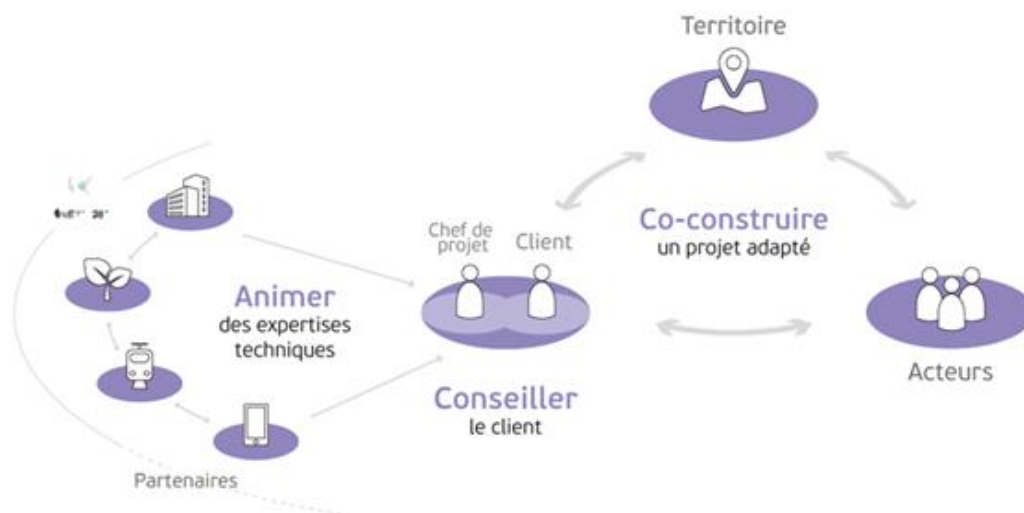 Territoire
Co-construire
un projet adapté
Chef de
projet
Client
Animer
des expertises
techniques
Acteurs
Conseiller
le client
Partenaires